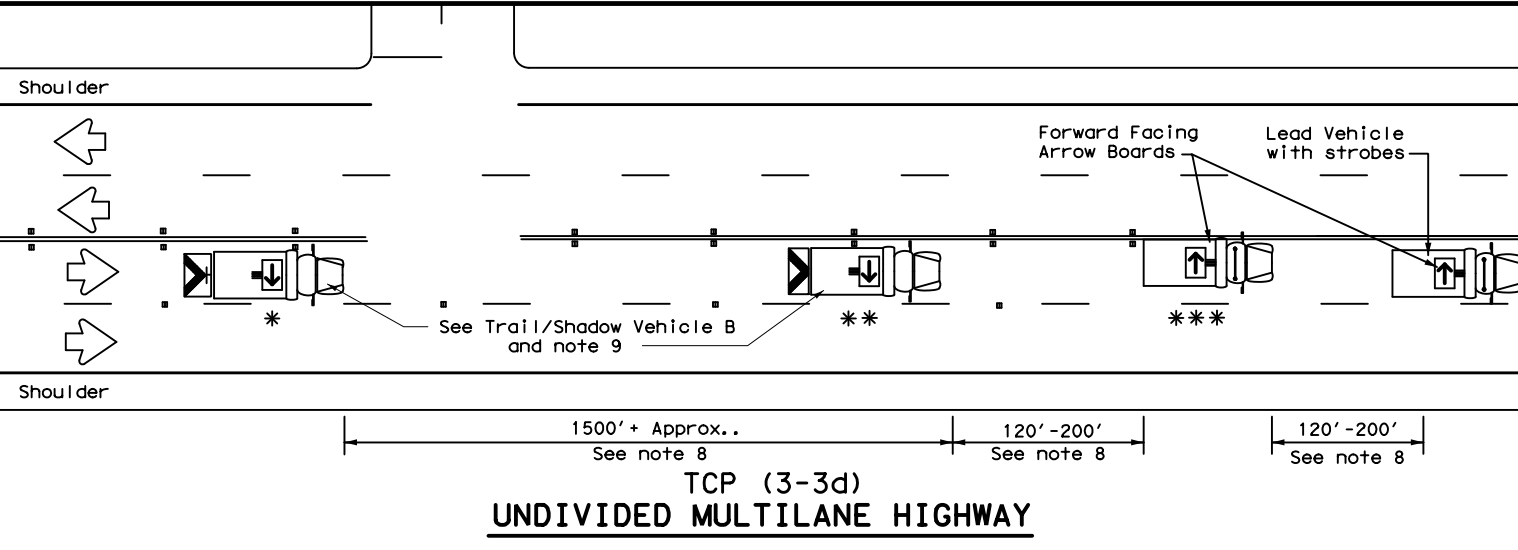 Shoulder
Forward Facing
Arrow Boards
Lead Vehicle
with strobes
*
**
***
See Trail/Shadow Vehicle B
and note 9
Shoulder
1500'+ Approx..
See note 8
120'-200'
See note 8
120'-200'
See note 8
TCP (3-3d)
UNDIVIDED MULTILANE HIGHWAY